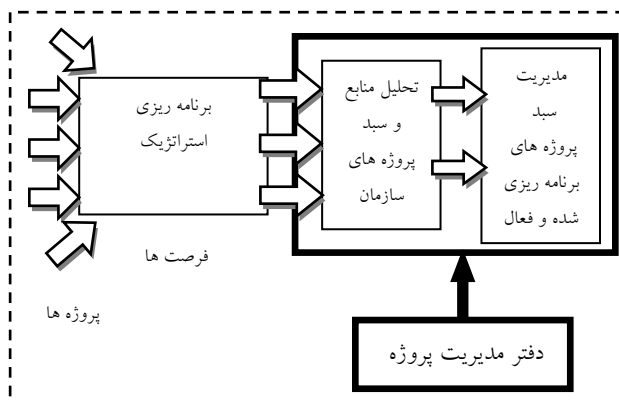 برنامه ریزی
استراتژیک
تحلیل منابع
و سبد
پروژه های
سازمان
مدیریت
سبد
پروژه های
برنامه ریزی
شده و فعال
فرصت ها
پروژه ها
دفتر مدیریت پروژه